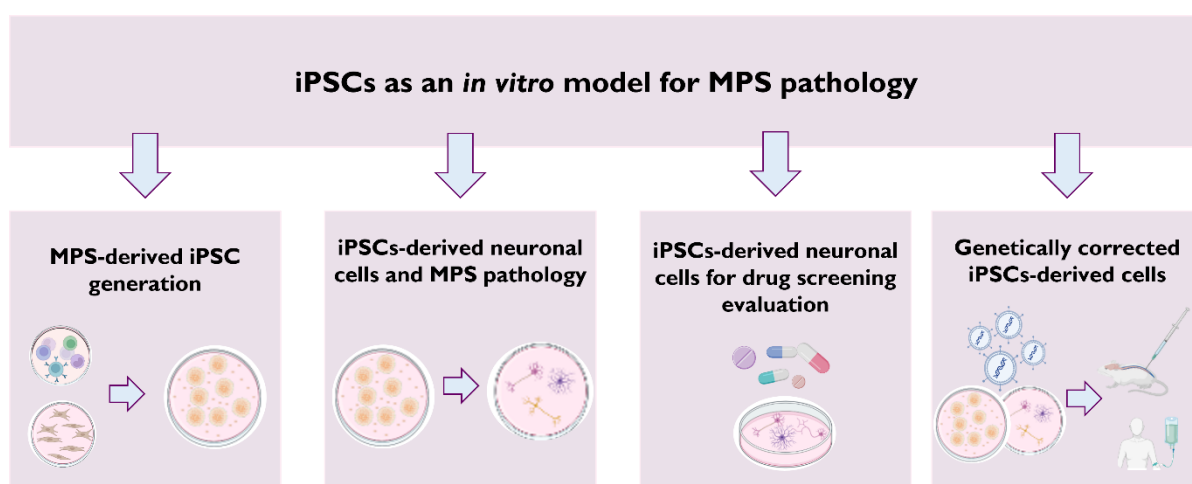 iPSCs as an in vitro model for MPS pathology
MPS-derived iPSC
generation
iPSCs-derived neuronal
cells and MPS pathology
iPSCs-derived neuronal
cells for drug screening
evaluation
Genetically corrected
iPSCs-derived cells